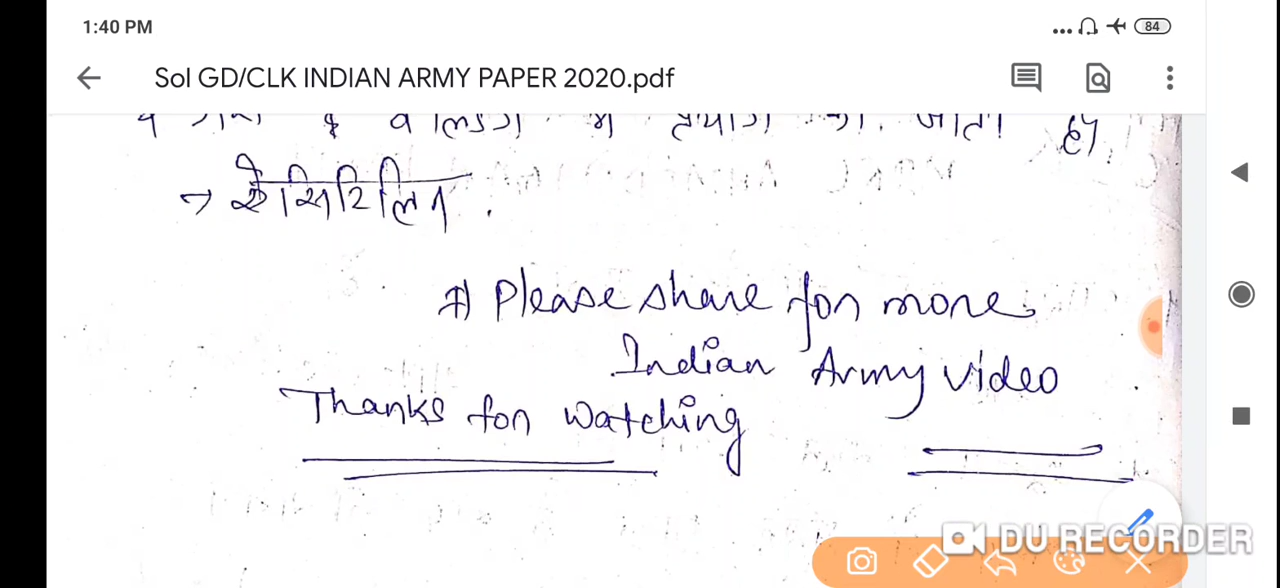 1:40 PM
84
Sol GD/CLK INDIAN ARMY PAPER 2020.pdf
जाता है।
Please share for more
Indian Army video
Thanks for watching
DU RECORDER